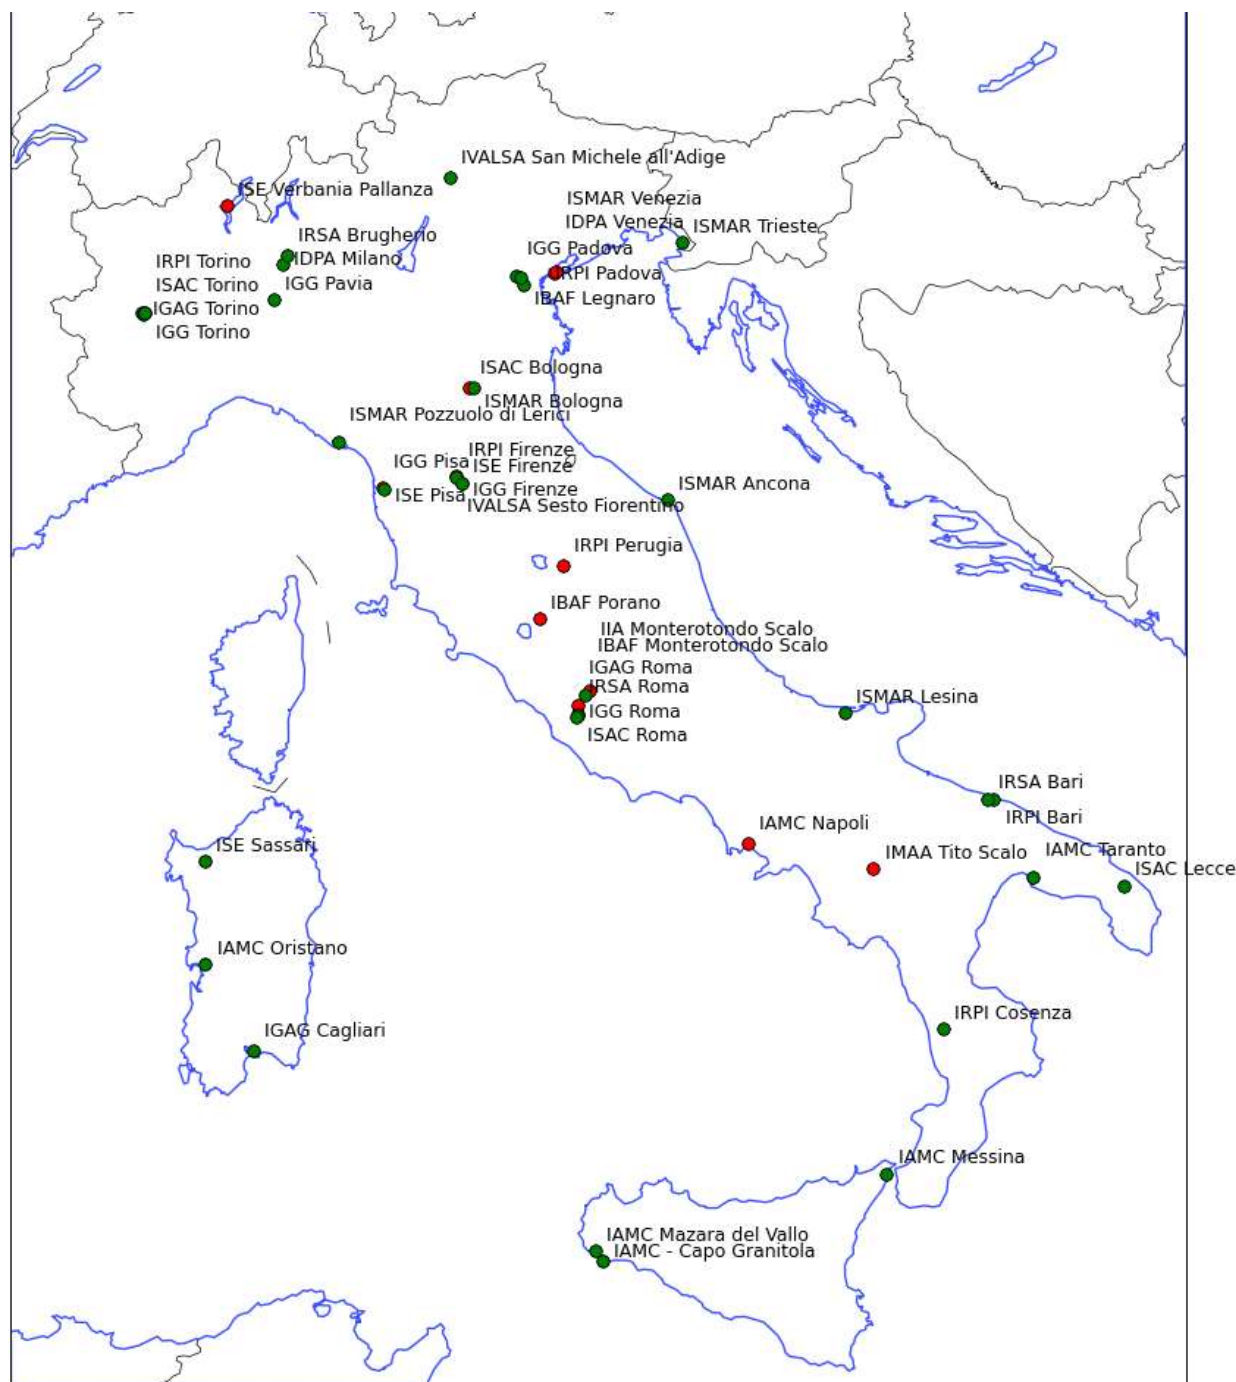 IVALSA San Michele all'Adige
ISE Verbania Pallanza
ISMAR Venezia
IDPA Venezia
ISMAR Trieste
IRSA Brugherio
IGG Padova
IRPI Torino
IDPA Milano
IRPI Padova
ISAC Torino
IGG Pavia
IBAF Legnaro
IGAG Torino
IGG Torino
ISAC Bologna
ISMAR Bologna
ISMAR Pozzuolo di Lerici
IRPI Firenze
IGG Pisa
ISE Firenze
ISE Pisa
IGG Firenze
ISMAR Ancona
IVALSA Sesto Fiorentino
IRPI Perugia
IBAF Porano
IIA Monterotondo Scalo
IBAF Monterotondo Scalo
IGAG Roma
IRSA Roma
ISMAR Lesina
IGG Roma
ISAC Roma
IRSA Bari
IRPI Bari
IAMC Napoli
ISE Sassari
IMAA Tito Scalo
IAMC Taranto
ISAC Lecce
IAMC Oristano
IGAG Cagliari
IRPI Cosenza
IAMC Messina
IAMC Mazara del Vallo
IAMC - Capo Granitola